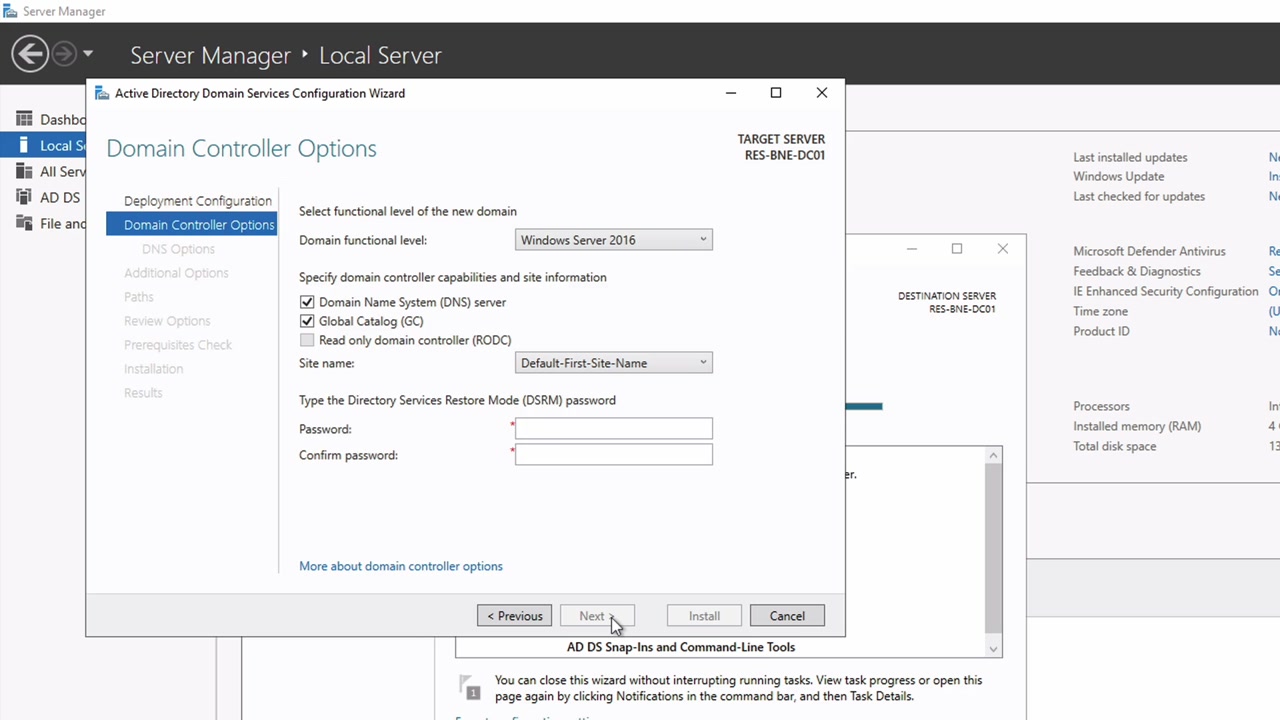 Server Manager
Server Manager ‣ Local Server
Active Directory Domain Services Configuration Wizard
Domain Controller Options
TARGET SERVER
RES-BNE-DC01
Deployment Configuration
Domain Controller Options
DNS Options
Additional Options
Paths
Review Options
Prerequisites Check
Installation
Results
Select functional level of the new domain
Domain functional level: Windows Server 2016
Specify domain controller capabilities and site information
Domain Name System (DNS) server
Global Catalog (GC)
Read only domain controller (RODC)
Site name: Default-First-Site-Name
Type the Directory Services Restore Mode (DSRM) password
Password: *
Confirm password: *
More about domain controller options
< Previous Next > Install Cancel
Dashbo
Local Se
All Serv
AD DS
File and
DESTINATION SERVER
RES-BNE-DC01
er.
AD DS Snap-Ins and Command-Line Tools
1
You can close this wizard without interrupting running tasks. View task progress or open this
page again by clicking Notifications in the command bar, and then Task Details.
Last installed updates Ne
Windows Update In
Last checked for updates Ne
Microsoft Defender Antivirus Re
Feedback & Diagnostics Se
IE Enhanced Security Configuration On
Time zone (U
Product ID No
Processors In
Installed memory (RAM) 4
Total disk space 13